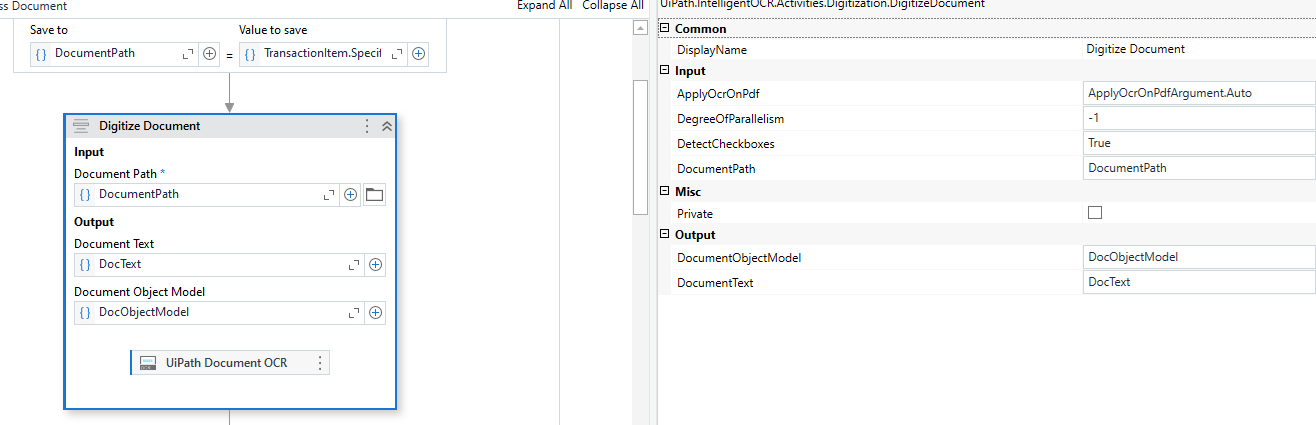 ss Document
Expand All Collapse All
Save to Value to save
{} DocumentPath = {} TransactionItem.Specif
Digitize Document
Input
Document Path *
{} DocumentPath
Output
Document Text
{} DocText
Document Object Model
{} DocObjectModel
UiPath Document OCR
UiPath.IntelligentOCR.Activities.Digitization.DigitizeDocument
Common
DisplayName Digitize Document
Input
ApplyOcrOnPdf ApplyOcrOnPdfArgument.Auto
DegreeOfParallelism -1
DetectCheckboxes True
DocumentPath DocumentPath
Misc
Private
Output
DocumentObjectModel DocObjectModel
DocumentText DocText